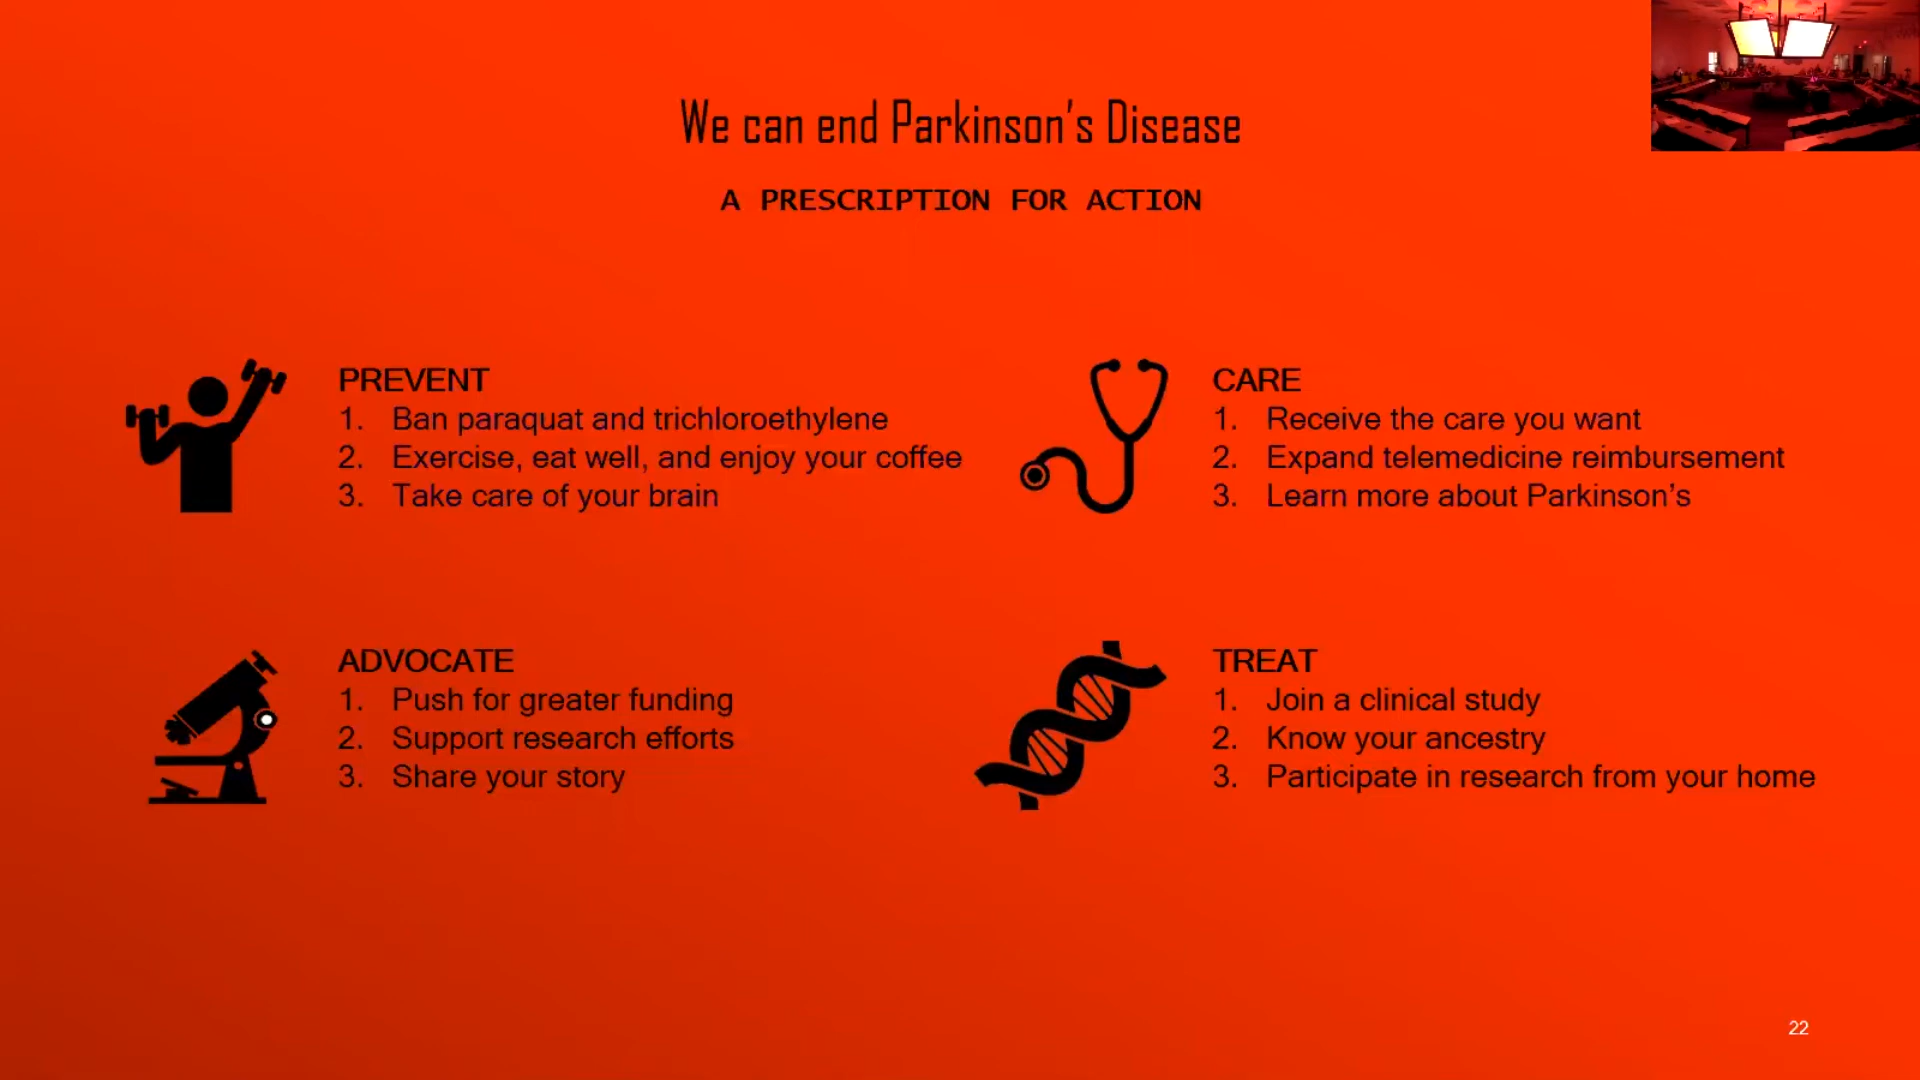 We can end Parkinson's Disease
A PRESCRIPTION FOR ACTION
PREVENT
1. Ban paraquat and trichloroethylene
2. Exercise, eat well, and enjoy your coffee
3. Take care of your brain
CARE
1. Receive the care you want
2. Expand telemedicine reimbursement
3. Learn more about Parkinson’s
ADVOCATE
1. Push for greater funding
2. Support research efforts
3. Share your story
TREAT
1. Join a clinical study
2. Know your ancestry
3. Participate in research from your home
22